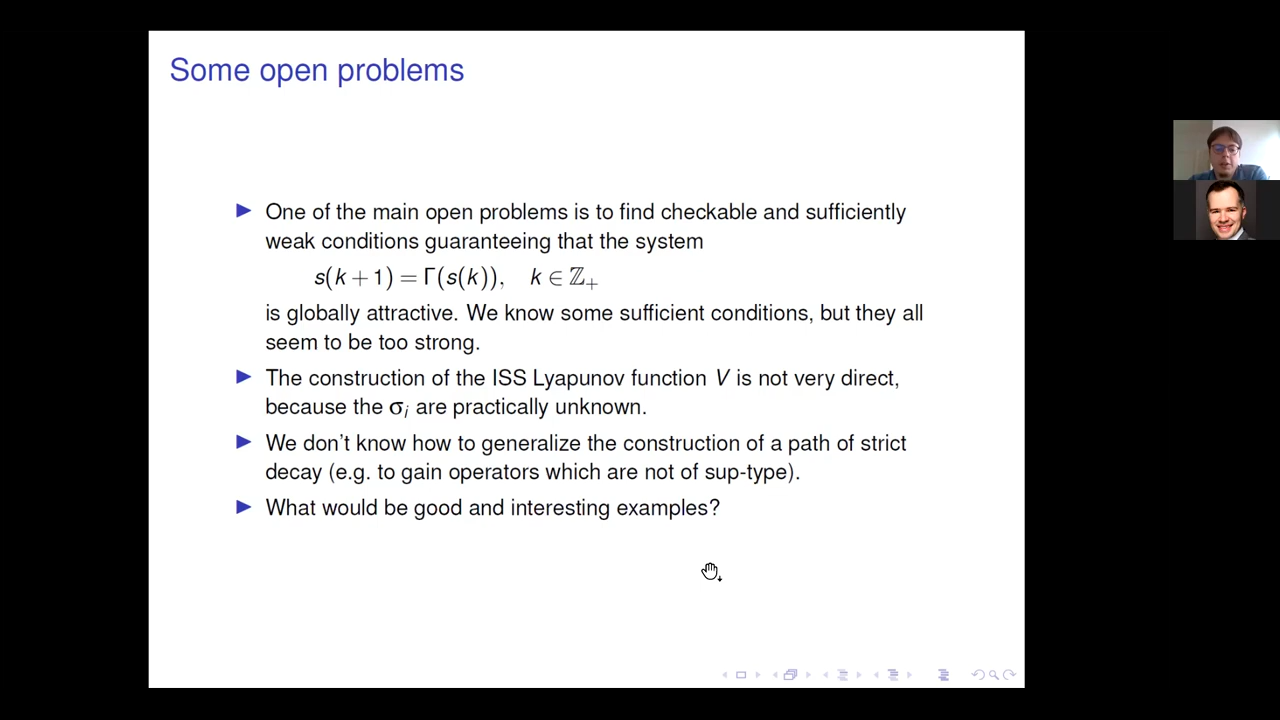 Some open problems
One of the main open problems is to find checkable and sufficiently
weak conditions guaranteeing that the system
s(k+1) = Γ(s(k)), k ∈ ℤ₊
is globally attractive. We know some sufficient conditions, but they all
seem to be too strong.
The construction of the ISS Lyapunov function V is not very direct,
because the σᵢ are practically unknown.
We don't know how to generalize the construction of a path of strict
decay (e.g. to gain operators which are not of sup-type).
What would be good and interesting examples?